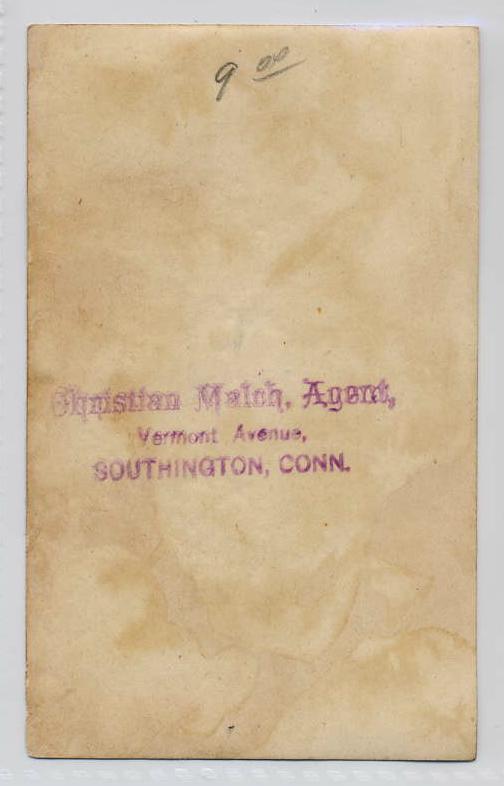 9 00
Christian Malch, Agent,
Vermont Avenue,
SOUTHINGTON, CONN.